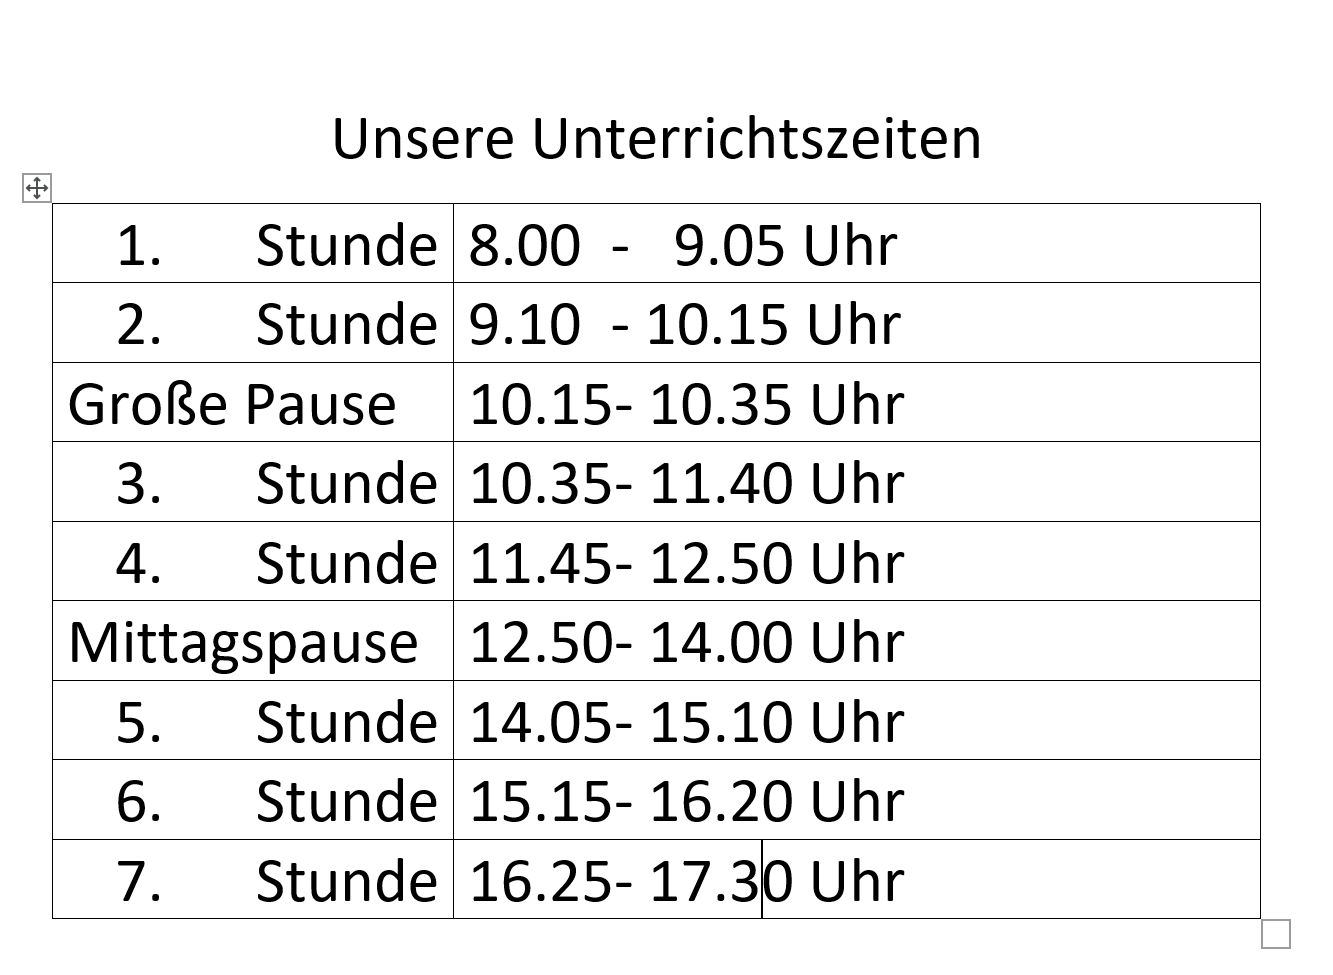 Unsere Unterrichtszeiten
1. Stunde 8.00 - 9.05 Uhr
2. Stunde 9.10 - 10.15 Uhr
Große Pause 10.15- 10.35 Uhr
3. Stunde 10.35- 11.40 Uhr
4. Stunde 11.45- 12.50 Uhr
Mittagspause 12.50- 14.00 Uhr
5. Stunde 14.05- 15.10 Uhr
6. Stunde 15.15- 16.20 Uhr
7. Stunde 16.25- 17.30 Uhr